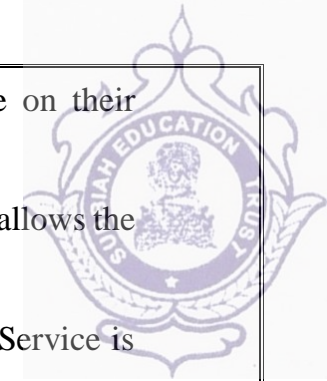 e on their
EDUCATION TRUST
allows the
Service is